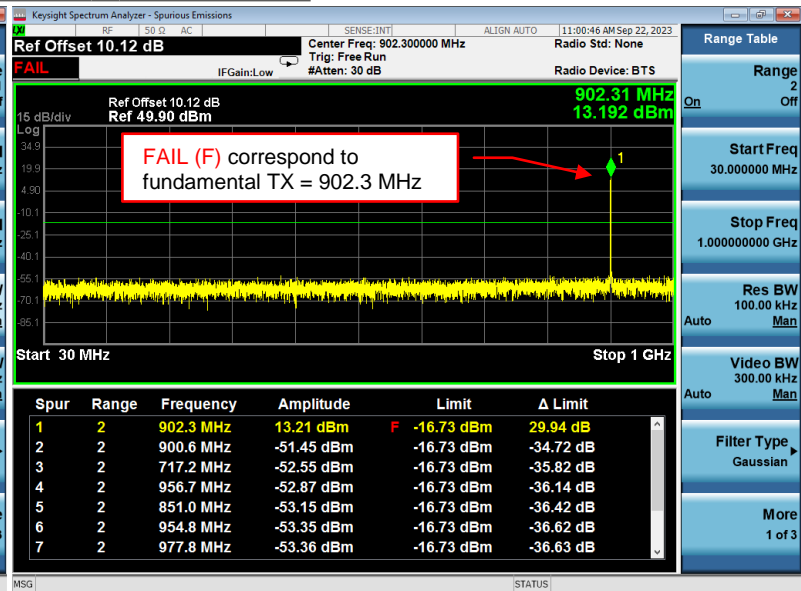 Keysight Spectrum Analyzer - Spurious Emissions
LXI RF 50 Ω AC SENSE:INT ALIGN AUTO 11:00:46 AM Sep 22, 2023
Ref Offset 10.12 dB
Center Freq: 902.300000 MHz
Radio Std: None
Trig: Free Run
FAIL
IFGain:Low
#Atten: 30 dB
Radio Device: BTS
Ref Offset 10.12 dB
902.31 MHz
15 dB/div Ref 49.90 dBm 13.192 dBm
Log
34.9
19.9
4.90
-10.1
-25.1
-40.1
-55.1
-70.1
-85.1
FAIL (F) correspond to
fundamental TX = 902.3 MHz
1
Start 30 MHz Stop 1 GHz
Spur Range Frequency Amplitude Limit Δ Limit
1 2 902.3 MHz 13.21 dBm F -16.73 dBm 29.94 dB
2 2 900.6 MHz -51.45 dBm -16.73 dBm -34.72 dB
3 2 717.2 MHz -52.55 dBm -16.73 dBm -35.82 dB
4 2 956.7 MHz -52.87 dBm -16.73 dBm -36.14 dB
5 2 851.0 MHz -53.15 dBm -16.73 dBm -36.42 dB
6 2 954.8 MHz -53.35 dBm -16.73 dBm -36.62 dB
7 2 977.8 MHz -53.36 dBm -16.73 dBm -36.63 dB
MSG STATUS
Range Table
Range
2
On Off
Start Freq
30.000000 MHz
Stop Freq
1.000000000 GHz
Res BW
100.00 kHz
Auto Man
Video BW
300.00 kHz
Auto Man
Filter Type
Gaussian
More
1 of 3